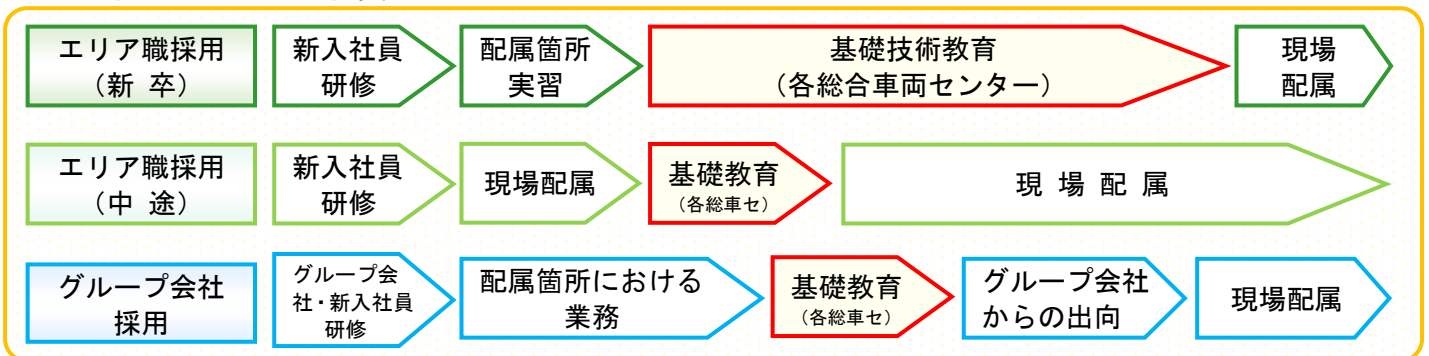 エリア職採用
（新 卒）
新入社員
研修
配属箇所
実習
基礎技術教育
（各総合車両センター）
現場
配属
エリア職採用
（中 途）
新入社員
研修
現場配属
基礎教育
（各総車セ）
現 場 配 属
グループ会社
採用
グループ会
社・新入社員
研修
配属箇所における
業務
基礎教育
（各総車セ）
グループ会社
からの出向
現場配属